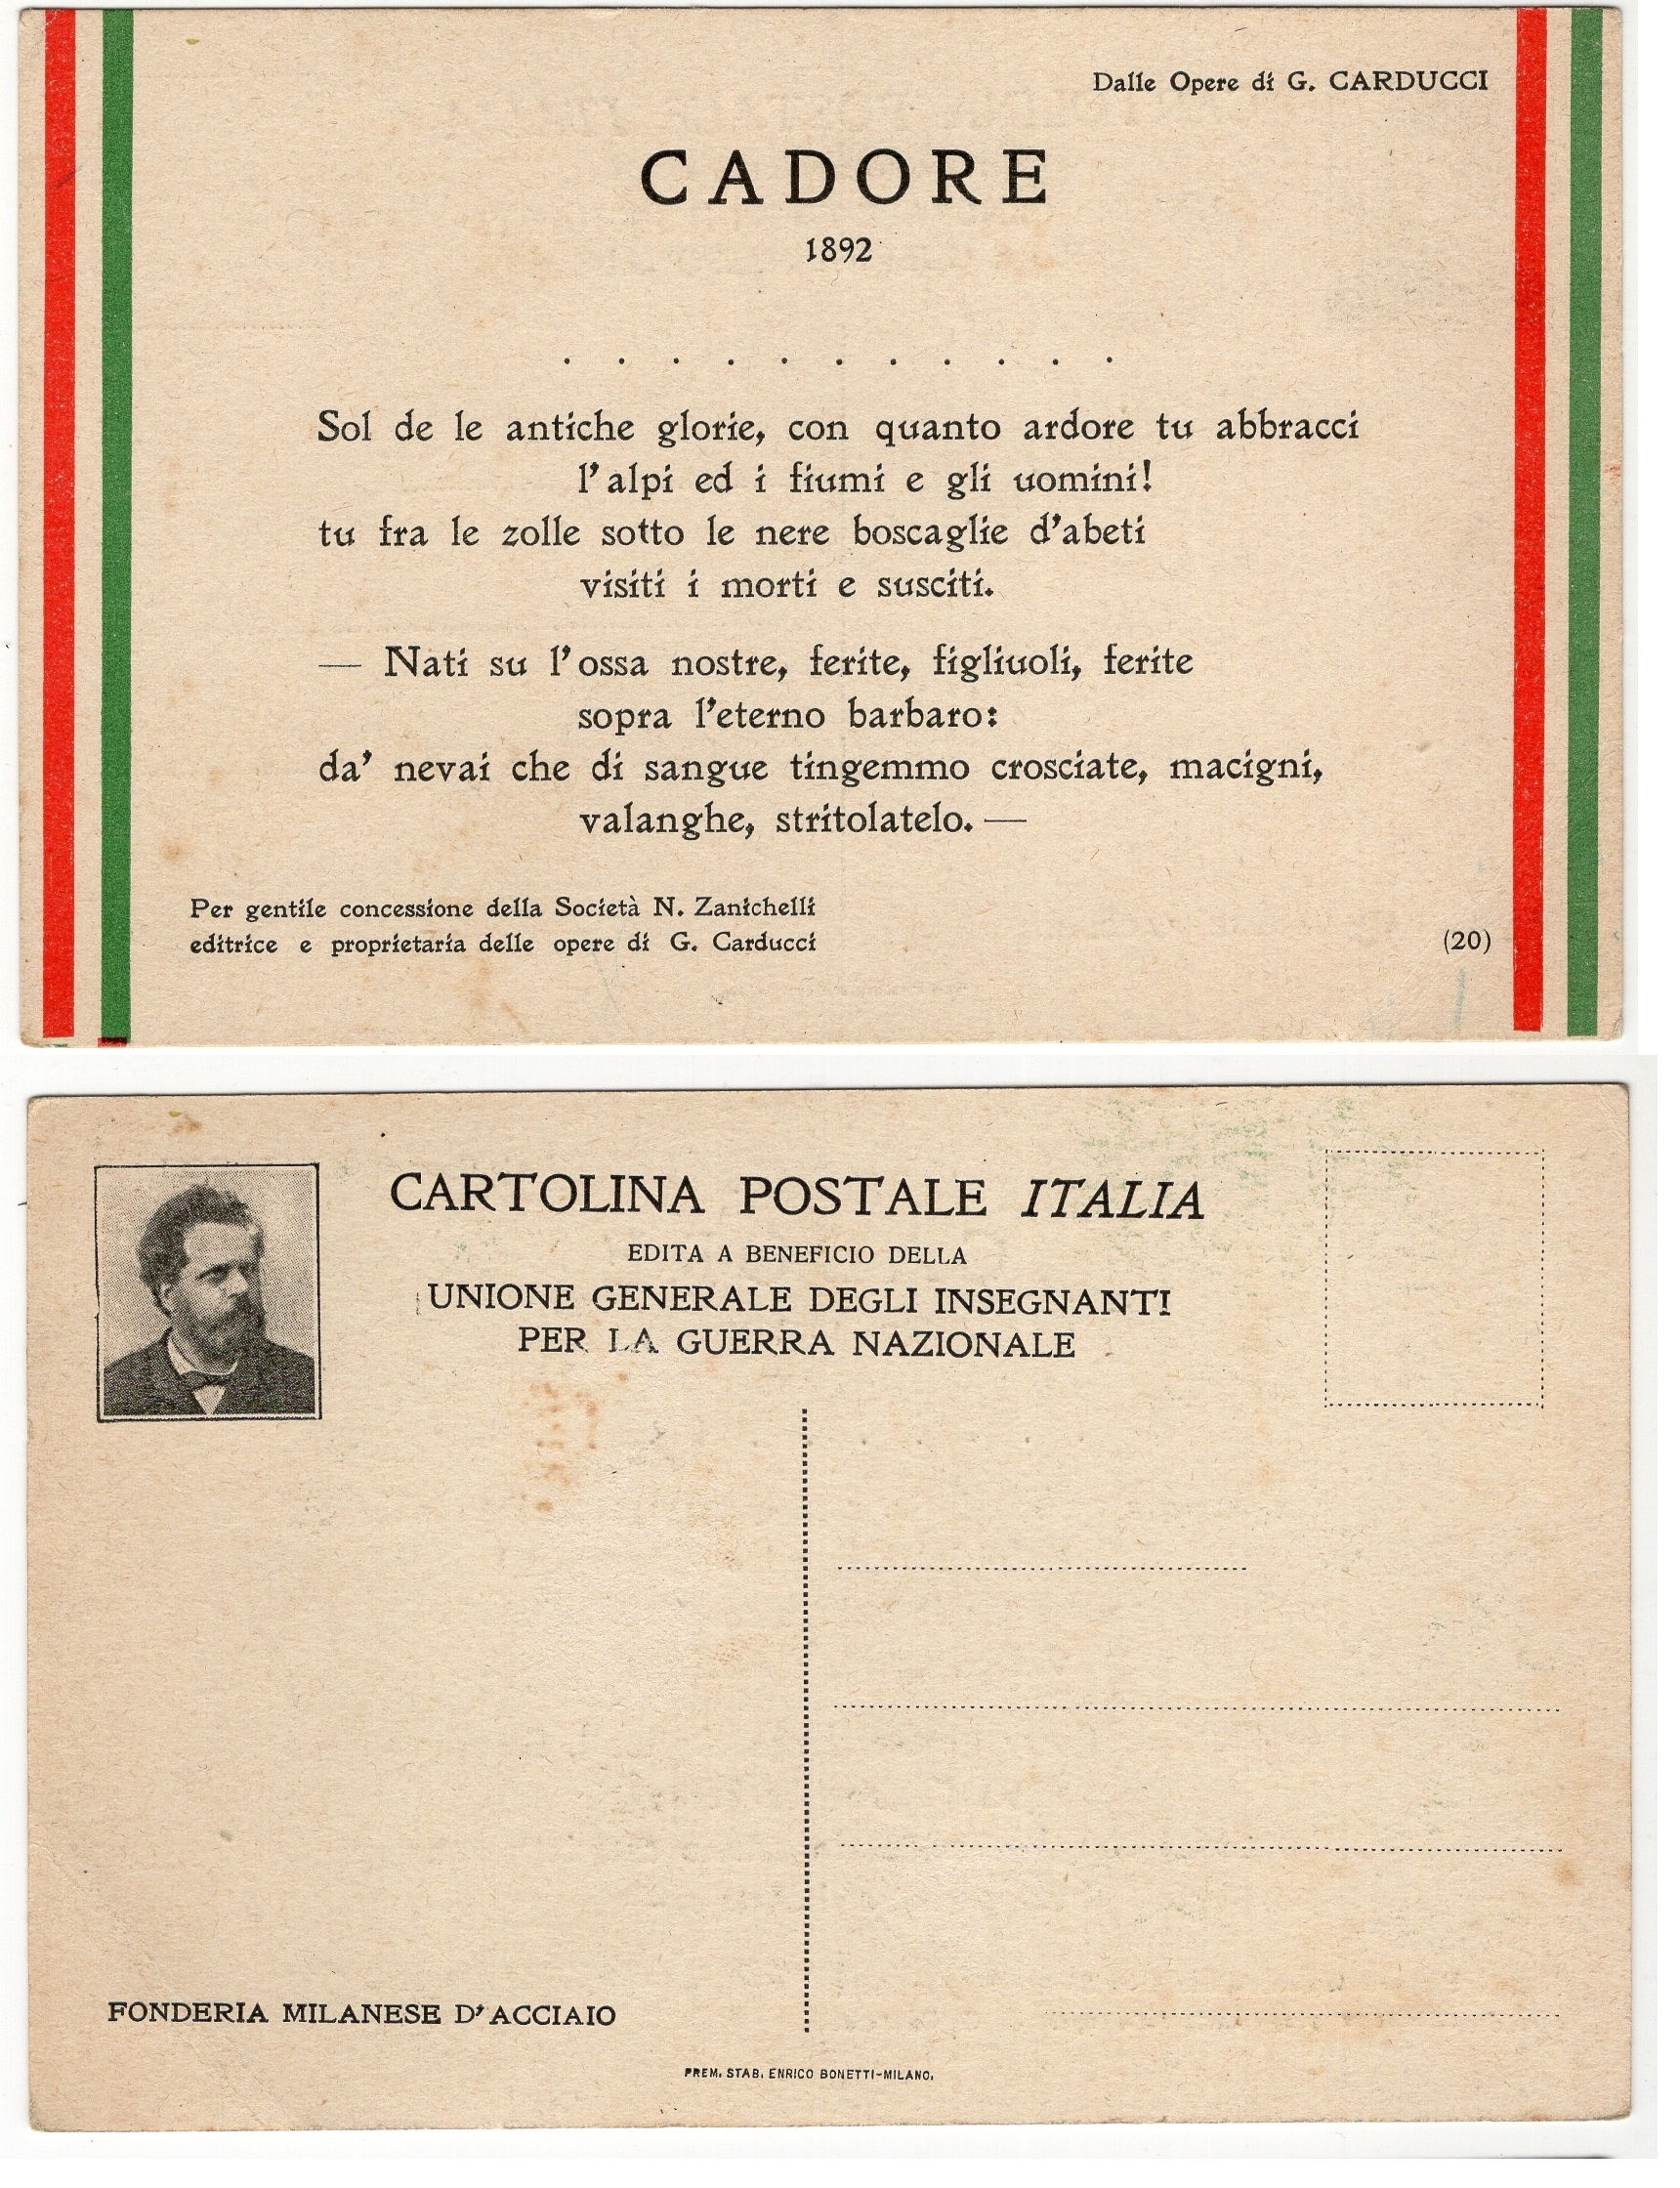 Dalle Opere di G. CARDUCCI
CADORE
1892
. . . . . . . . . . .
Sol de le antiche glorie, con quanto ardore tu abbracci
l'alpi ed i fiumi e gli uomini!
tu fra le zolle sotto le nere boscaglie d'abeti
visiti i morti e susciti.
— Nati su l'ossa nostre, ferite, figliuoli, ferite
sopra l'eterno barbaro:
da' nevai che di sangue tingemmo crosciate, macigni,
valanghe, stritolatelo. —
Per gentile concessione della Società N. Zanichelli
editrice e proprietaria delle opere di G. Carducci
(20)
CARTOLINA POSTALE ITALIA
EDITA A BENEFICIO DELLA
UNIONE GENERALE DEGLI INSEGNANTI
PER LA GUERRA NAZIONALE
FONDERIA MILANESE D'ACCIAIO
PREM. STAB. ENRICO BONETTI-MILANO.